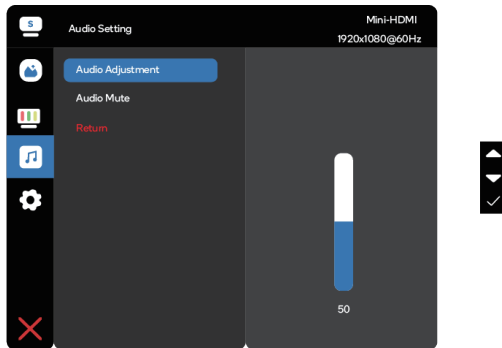 S
Audio Setting
Mini-HDMI
1920x1080@60Hz
Audio Adjustment
Audio Mute
Return
50